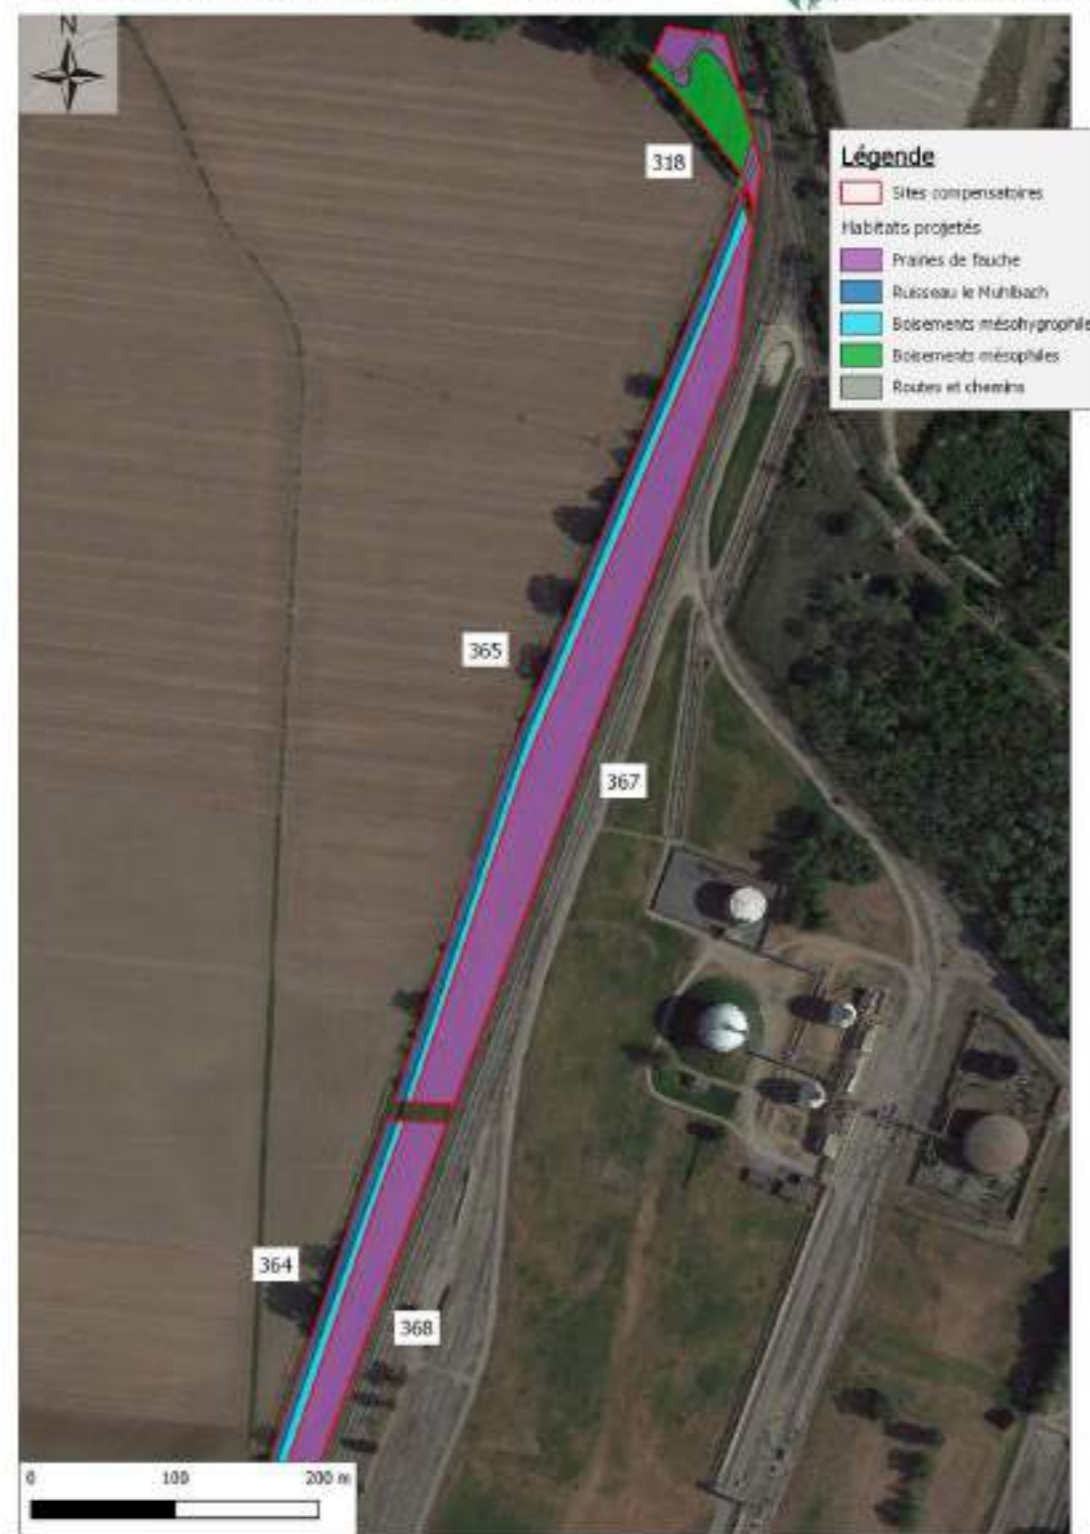 N
318
Légende
Sites compensatoires
Habitats projetés
Prairies de fauche
Ruisseau le Muhlbach
Boisements mésohygrophile
Boisements mésophiles
Routes et chemins
365
367
364
368
0 100 200 m